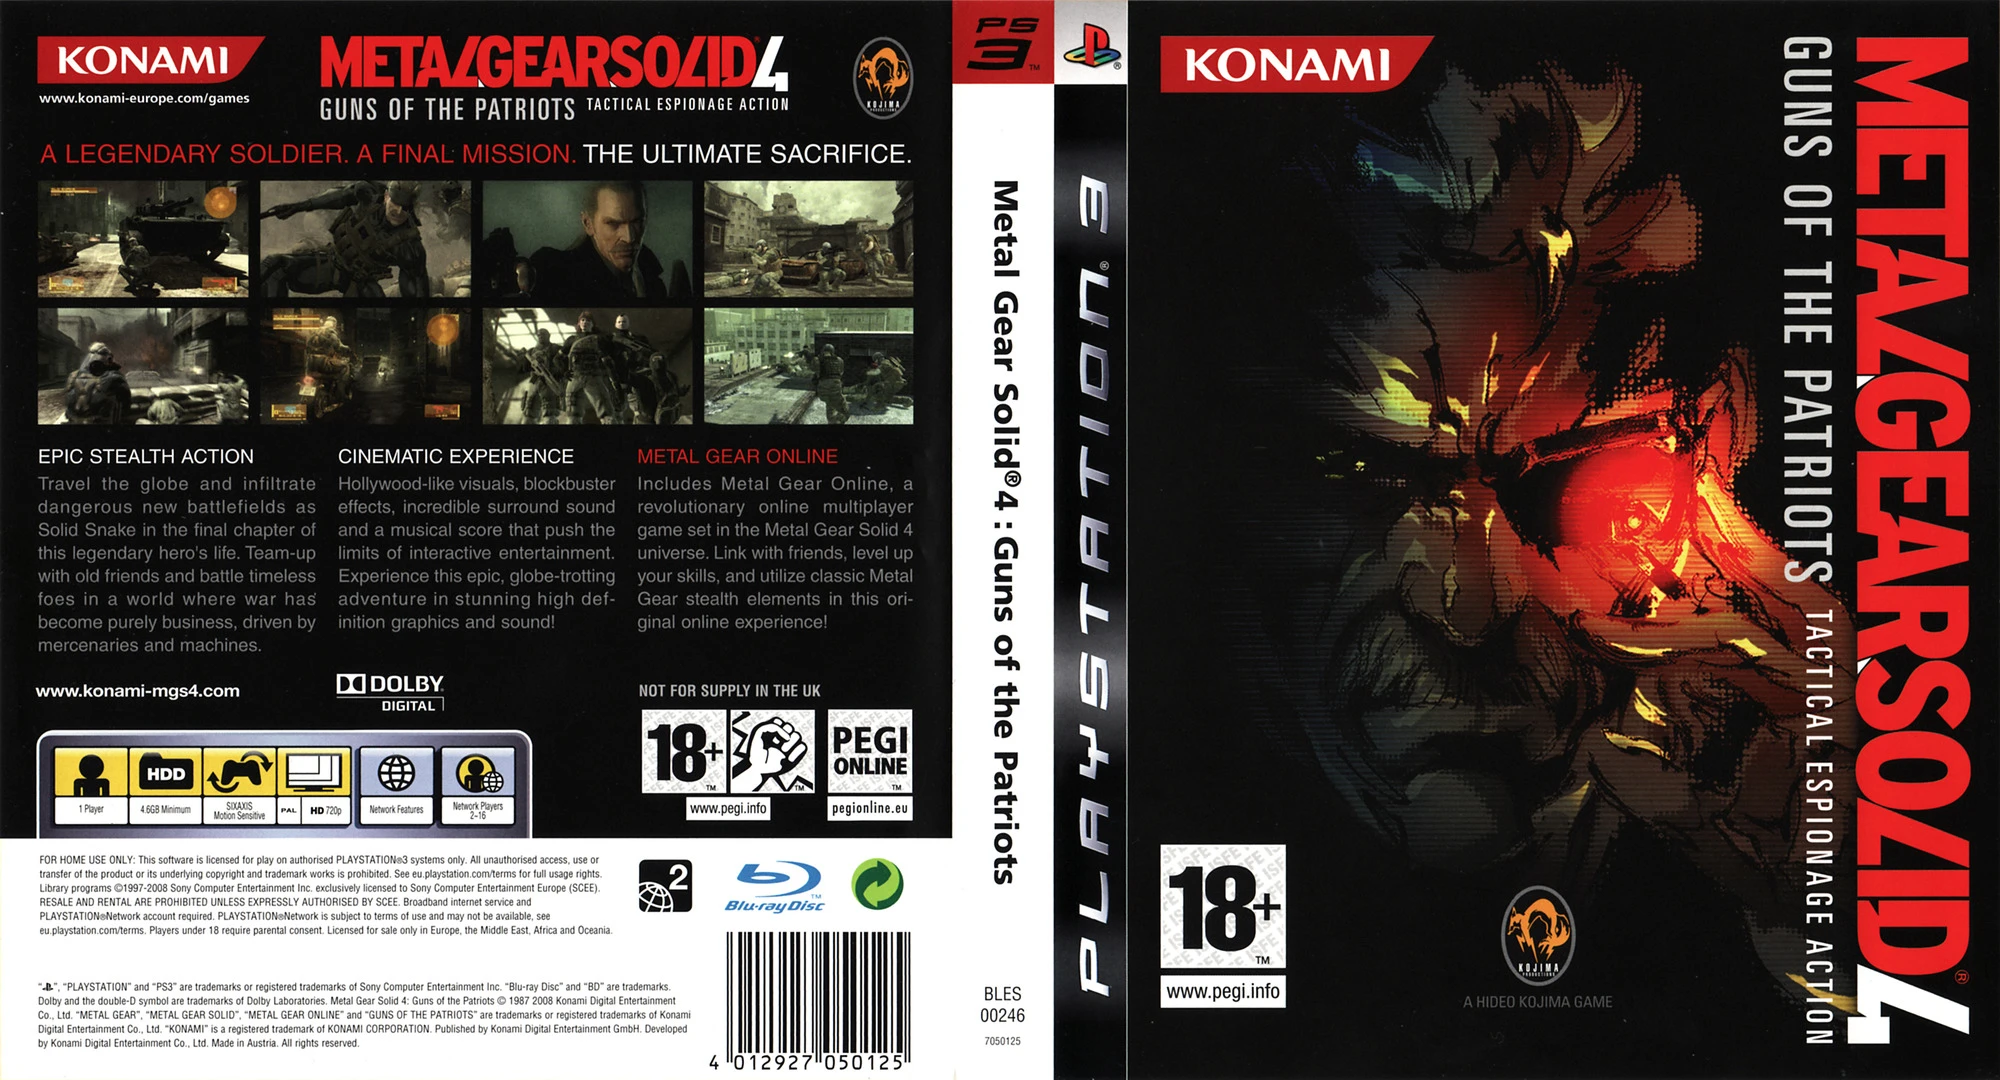 KONAMI
www.konami-europe.com/games
METAL GEAR SOLID® 4
GUNS OF THE PATRIOTS TACTICAL ESPIONAGE ACTION
KOJIMA
PRODUCTIONS
A LEGENDARY SOLDIER. A FINAL MISSION. THE ULTIMATE SACRIFICE.
EPIC STEALTH ACTION
Travel the globe and infiltrate
dangerous new battlefields as
Solid Snake in the final chapter of
this legendary hero's life. Team-up
with old friends and battle timeless
foes in a world where war has
become purely business, driven by
mercenaries and machines.
CINEMATIC EXPERIENCE
Hollywood-like visuals, blockbuster
effects, incredible surround sound
and a musical score that push the
limits of interactive entertainment.
Experience this epic, globe-trotting
adventure in stunning high def-
inition graphics and sound!
METAL GEAR ONLINE
Includes Metal Gear Online, a
revolutionary online multiplayer
game set in the Metal Gear Solid 4
universe. Link with friends, level up
your skills, and utilize classic Metal
Gear stealth elements in this ori-
ginal online experience!
www.konami-mgs4.com
DOLBY
DIGITAL
NOT FOR SUPPLY IN THE UK
18+
™
™
PEGI
ONLINE
™
www.pegi.info
pegionline.eu
HDD
1 Player
4.6GB Minimum
SIXAXIS
Motion Sensitive
PAL HD 720p
Network Features
Network Players
2-16
FOR HOME USE ONLY: This software is licensed for play on authorised PLAYSTATION®3 systems only. All unauthorised access, use or
transfer of the product or its underlying copyright and trademark works is prohibited. See eu.playstation.com/terms for full usage rights.
Library programs ©1997-2008 Sony Computer Entertainment Inc. exclusively licensed to Sony Computer Entertainment Europe (SCEE).
RESALE AND RENTAL ARE PROHIBITED UNLESS EXPRESSLY AUTHORISED BY SCEE. Broadband internet service and
PLAYSTATION®Network account required. PLAYSTATION®Network is subject to terms of use and may not be available, see
eu.playstation.com/terms. Players under 18 require parental consent. Licensed for sale only in Europe, the Middle East, Africa and Oceania.
2
Blu-ray Disc™
“ ”, “PLAYSTATION” and “PS3” are trademarks or registered trademarks of Sony Computer Entertainment Inc. “Blu-ray Disc” and “BD” are trademarks.
Dolby and the double-D symbol are trademarks of Dolby Laboratories. Metal Gear Solid 4: Guns of the Patriots © 1987 2008 Konami Digital Entertainment
Co., Ltd. “METAL GEAR”, “METAL GEAR SOLID”, “METAL GEAR ONLINE” and “GUNS OF THE PATRIOTS” are trademarks or registered trademarks of Konami
Digital Entertainment Co., Ltd. “KONAMI” is a registered trademark of KONAMI CORPORATION. Published by Konami Digital Entertainment GmbH. Developed
by Konami Digital Entertainment Co., Ltd. Made in Austria. All rights reserved.
4 012927 050125
PS
3™
Metal Gear Solid®4 : Guns of the Patriots
BLES
00246
7050125
®
PLAYSTATION®3
KONAMI
METAL GEAR SOLID® 4
GUNS OF THE PATRIOTS TACTICAL ESPIONAGE ACTION
18+
™
www.pegi.info
KOJIMA
PRODUCTIONS
A HIDEO KOJIMA GAME